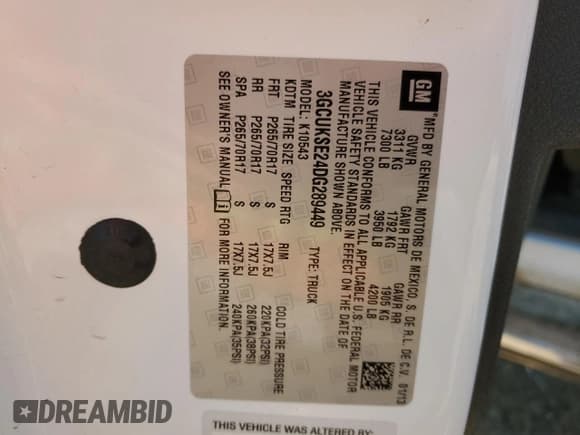 GM
MFD BY GENERAL MOTORS DE MEXICO, S. DE R.L. DE C.V. 01/13
GVWR GAWR FRT GAWR RR
3311 KG 1792 KG 1905 KG
7300 LB 3950 LB 4200 LB
THIS VEHICLE CONFORMS TO ALL APPLICABLE U.S. FEDERAL MOTOR
VEHICLE SAFETY STANDARDS IN EFFECT ON THE DATE OF
MANUFACTURE SHOWN ABOVE.
3GCUKSE24DG289449 TYPE: TRUCK
MODEL: K10543
KDTM TIRE SIZE SPEED RTG RIM COLD TIRE PRESSURE
FRT P265/70R17 S 17X7.5J 220KPA(32PSI)
RR P265/70R17 S 17X7.5J 260KPA(38PSI)
SPA P265/70R17 S 17X7.5J 240KPA(35PSI)
SEE OWNER'S MANUAL FOR MORE INFORMATION.
THIS VEHICLE WAS ALTERED BY:
DREAMBID